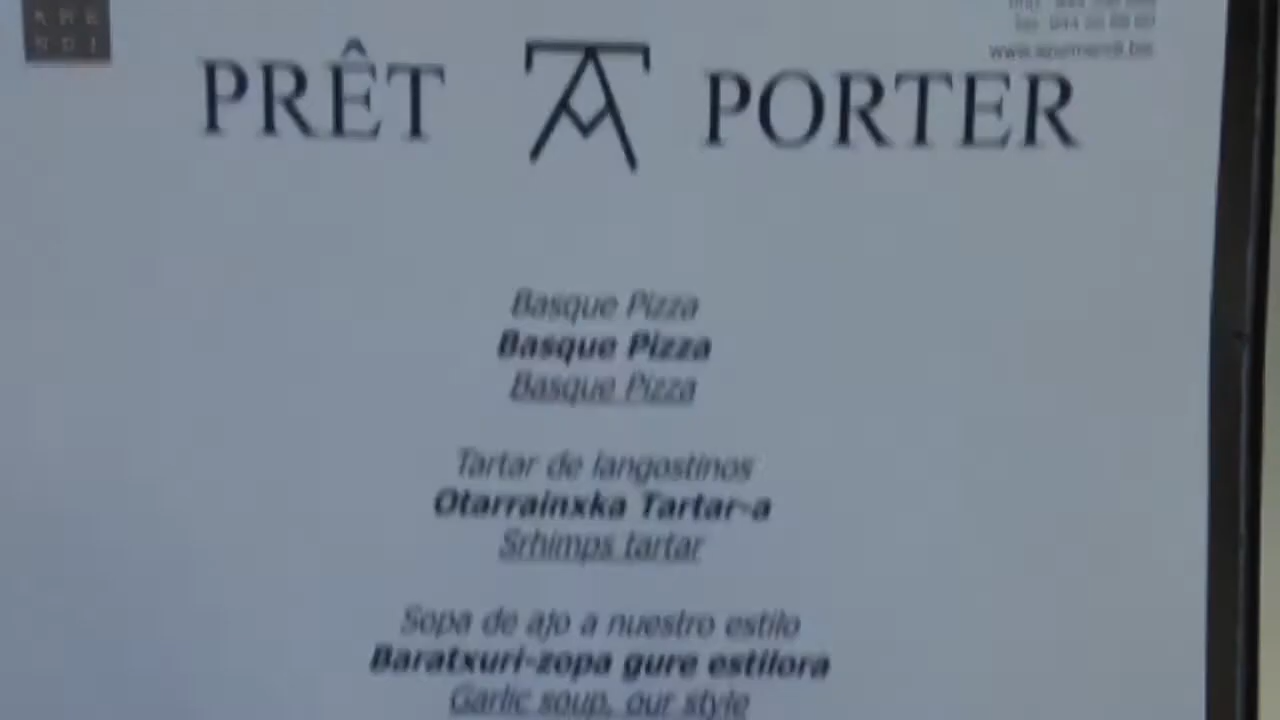 PRÊT A PORTER
Basque Pizza
Basque Pizza
Basque Pizza
Tartar de langostinos
Otarrainxka Tartar-a
Srhimps tartar
Sopa de ajo a nuestro estilo
Baratxuri-zopa gure estilora
Garlic soup, our style